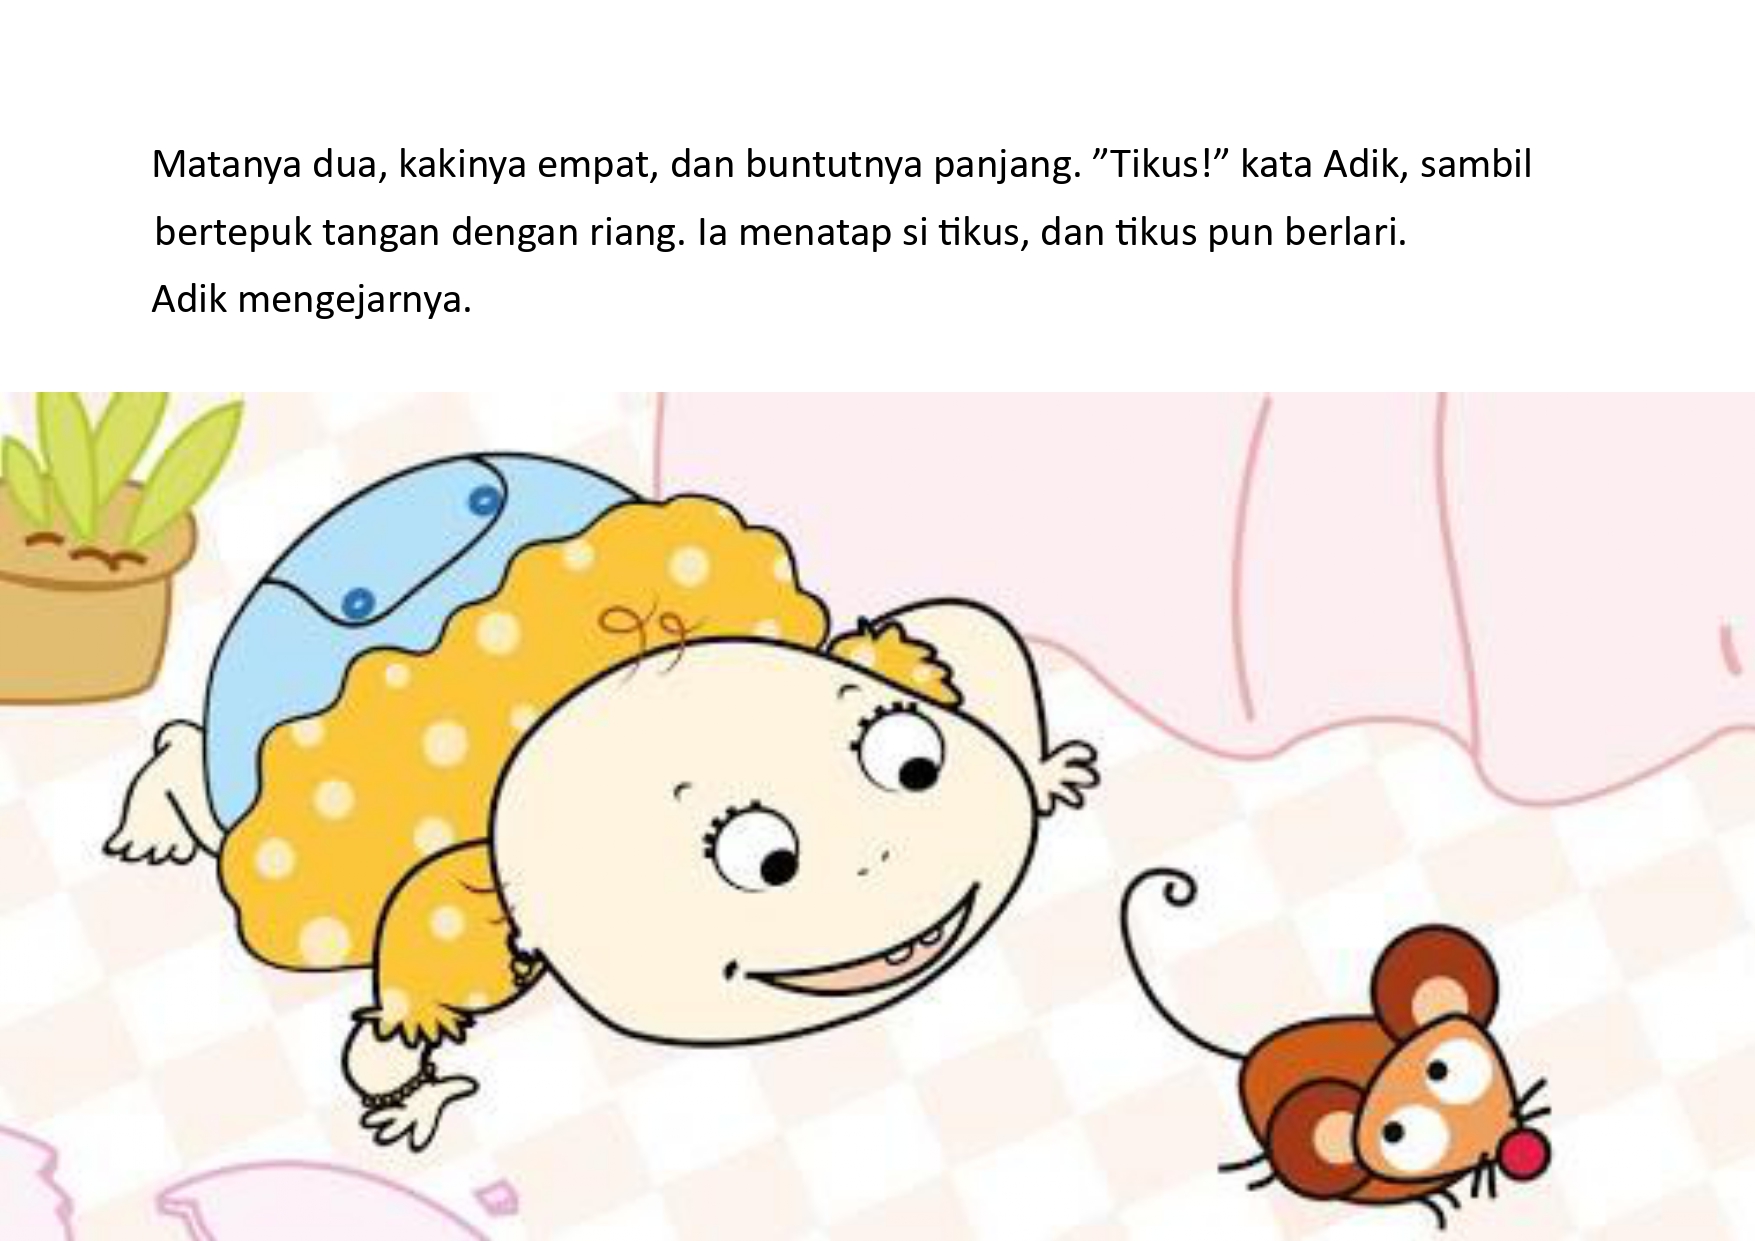 Matanya dua, kakinya empat, dan buntutnya panjang. ”Tikus!” kata Adik, sambil
bertepuk tangan dengan riang. Ia menatap si tikus, dan tikus pun berlari.
Adik mengejarnya.